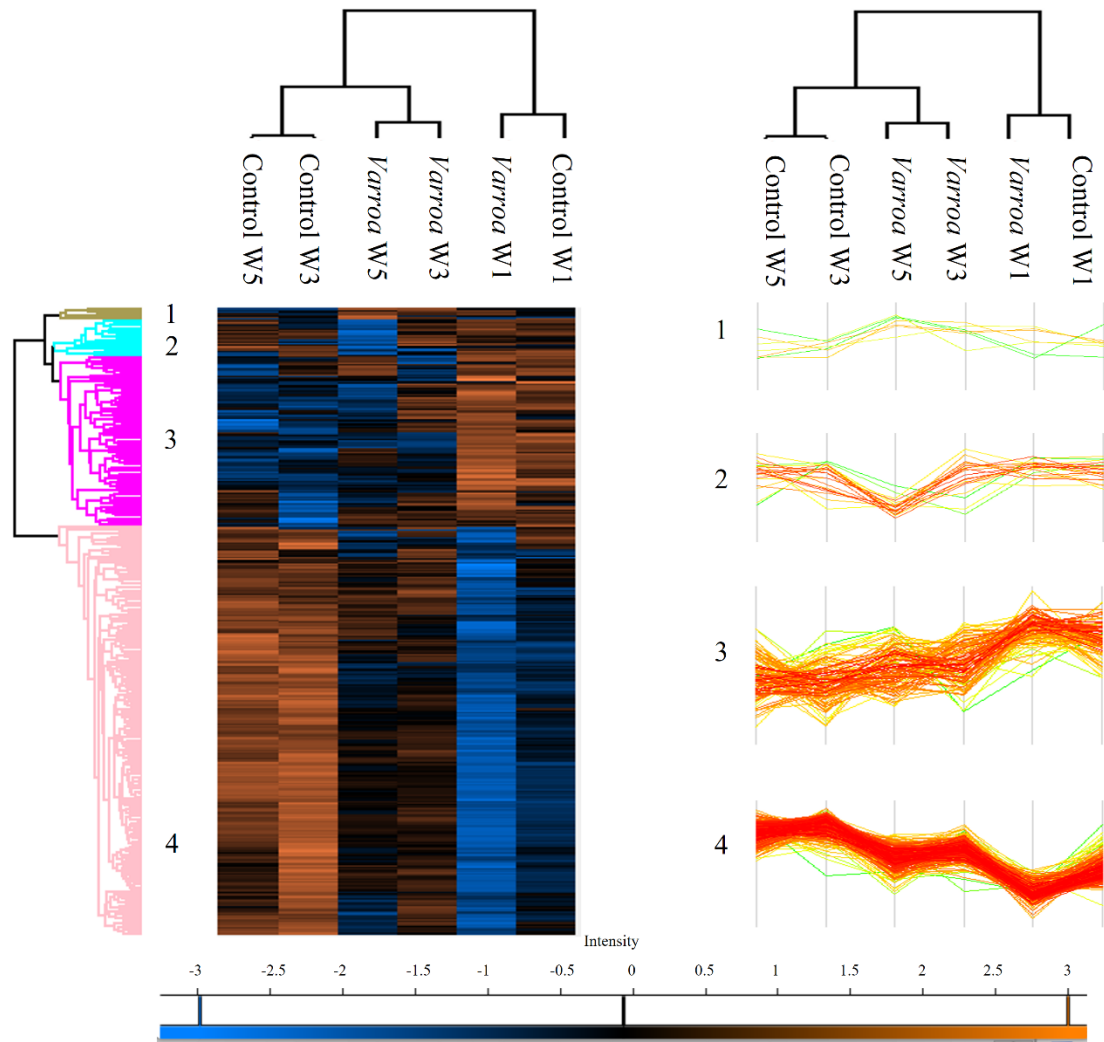 Control W5
Control W3
Varroa W5
Varroa W3
Varroa W1
Control W1
Control W5
Control W3
Varroa W5
Varroa W3
Varroa W1
Control W1
1
2
3
4
1
2
3
4
Intensity
-3 -2.5 -2 -1.5 -1 -0.5 0 0.5 1 1.5 2 2.5 3